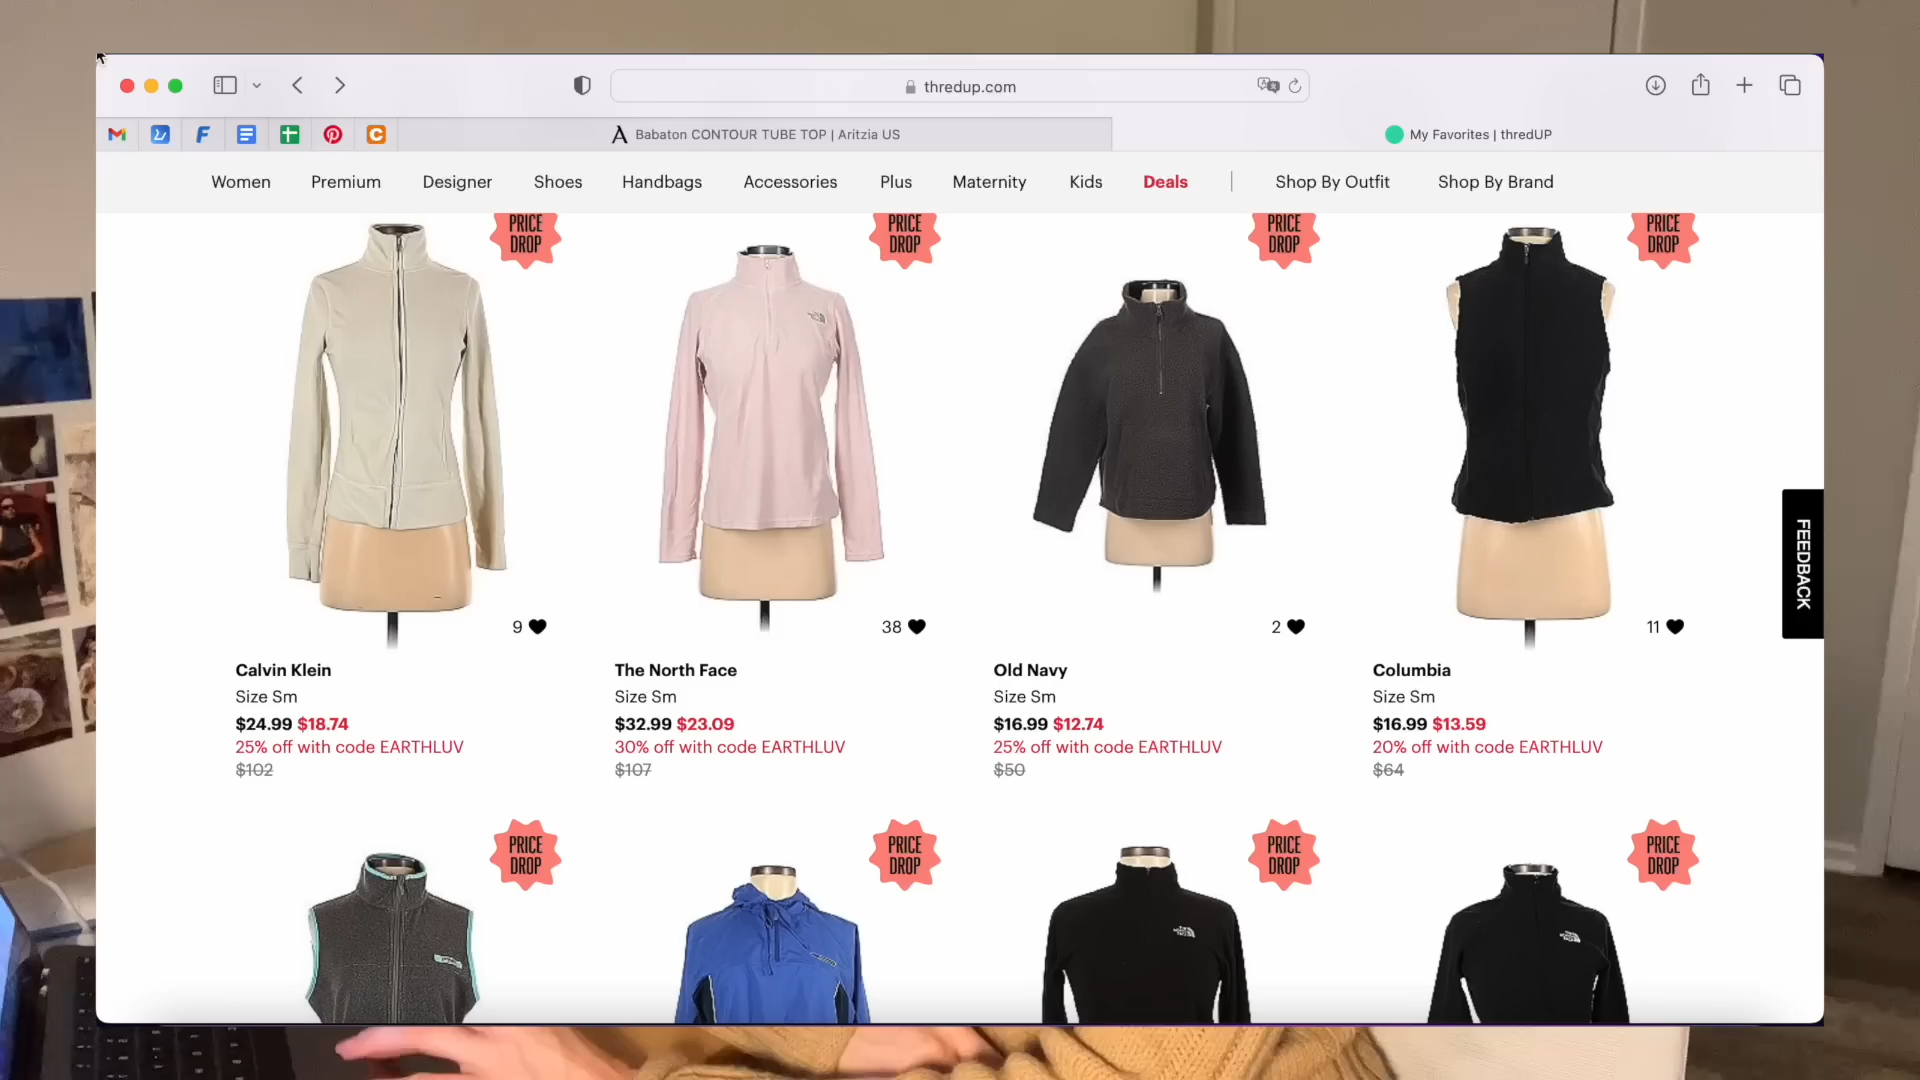 thredup.com
Babaton CONTOUR TUBE TOP | Aritzia US
My Favorites | thredUP
Women Premium Designer Shoes Handbags Accessories Plus Maternity Kids Deals | Shop By Outfit Shop By Brand
PRICE DROP
PRICE DROP
PRICE DROP
PRICE DROP
9
38
2
11
FEEDBACK
Calvin Klein
Size Sm
$24.99 $18.74
25% off with code EARTHLUV
$102
The North Face
Size Sm
$32.99 $23.09
30% off with code EARTHLUV
$107
Old Navy
Size Sm
$16.99 $12.74
25% off with code EARTHLUV
$50
Columbia
Size Sm
$16.99 $13.59
20% off with code EARTHLUV
$64
PRICE DROP
PRICE DROP
PRICE DROP
PRICE DROP